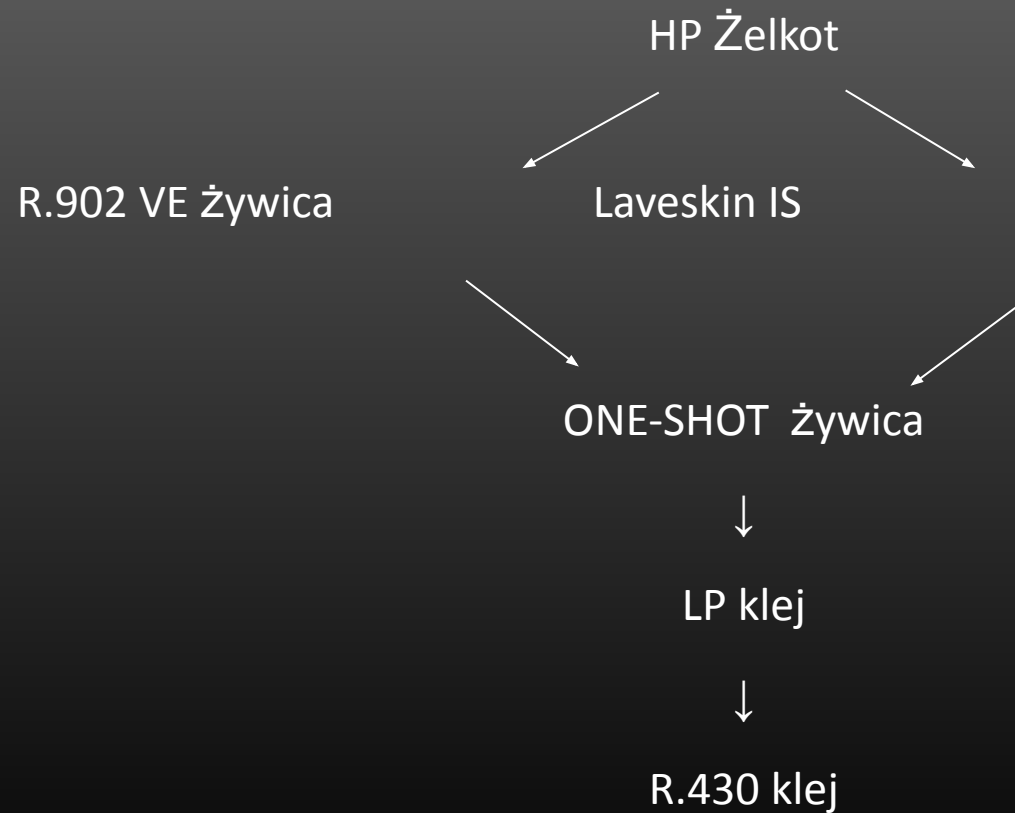 HP Żelkot
R.902 VE żywica
Laveskin IS
ONE-SHOT żywica
↓
LP klej
↓
R.430 klej